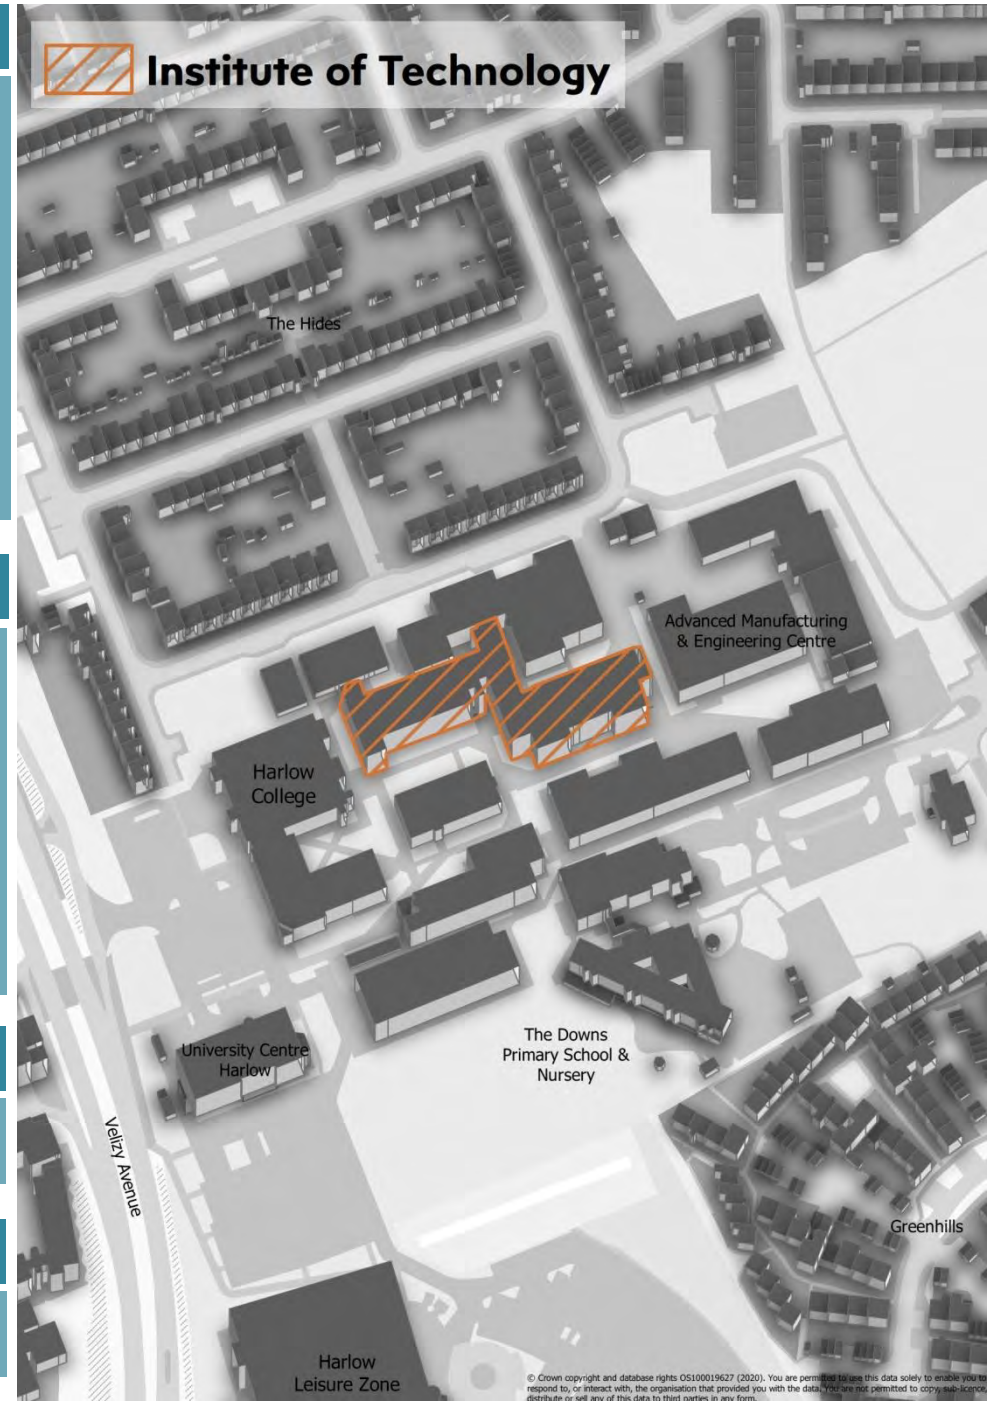 Institute of Technology
The Hides
Advanced Manufacturing
& Engineering Centre
Harlow
College
University Centre
Harlow
The Downs
Primary School &
Nursery
Velizy Avenue
Greenhills
Harlow
Leisure Zone
© Crown copyright and database rights OS100019627 (2020). You are permitted to use this data solely to enable you to
respond to, or interact with, the organisation that provided you with the data. You are not permitted to copy, sub-licence,
distribute or sell any of this data to third parties in any form.